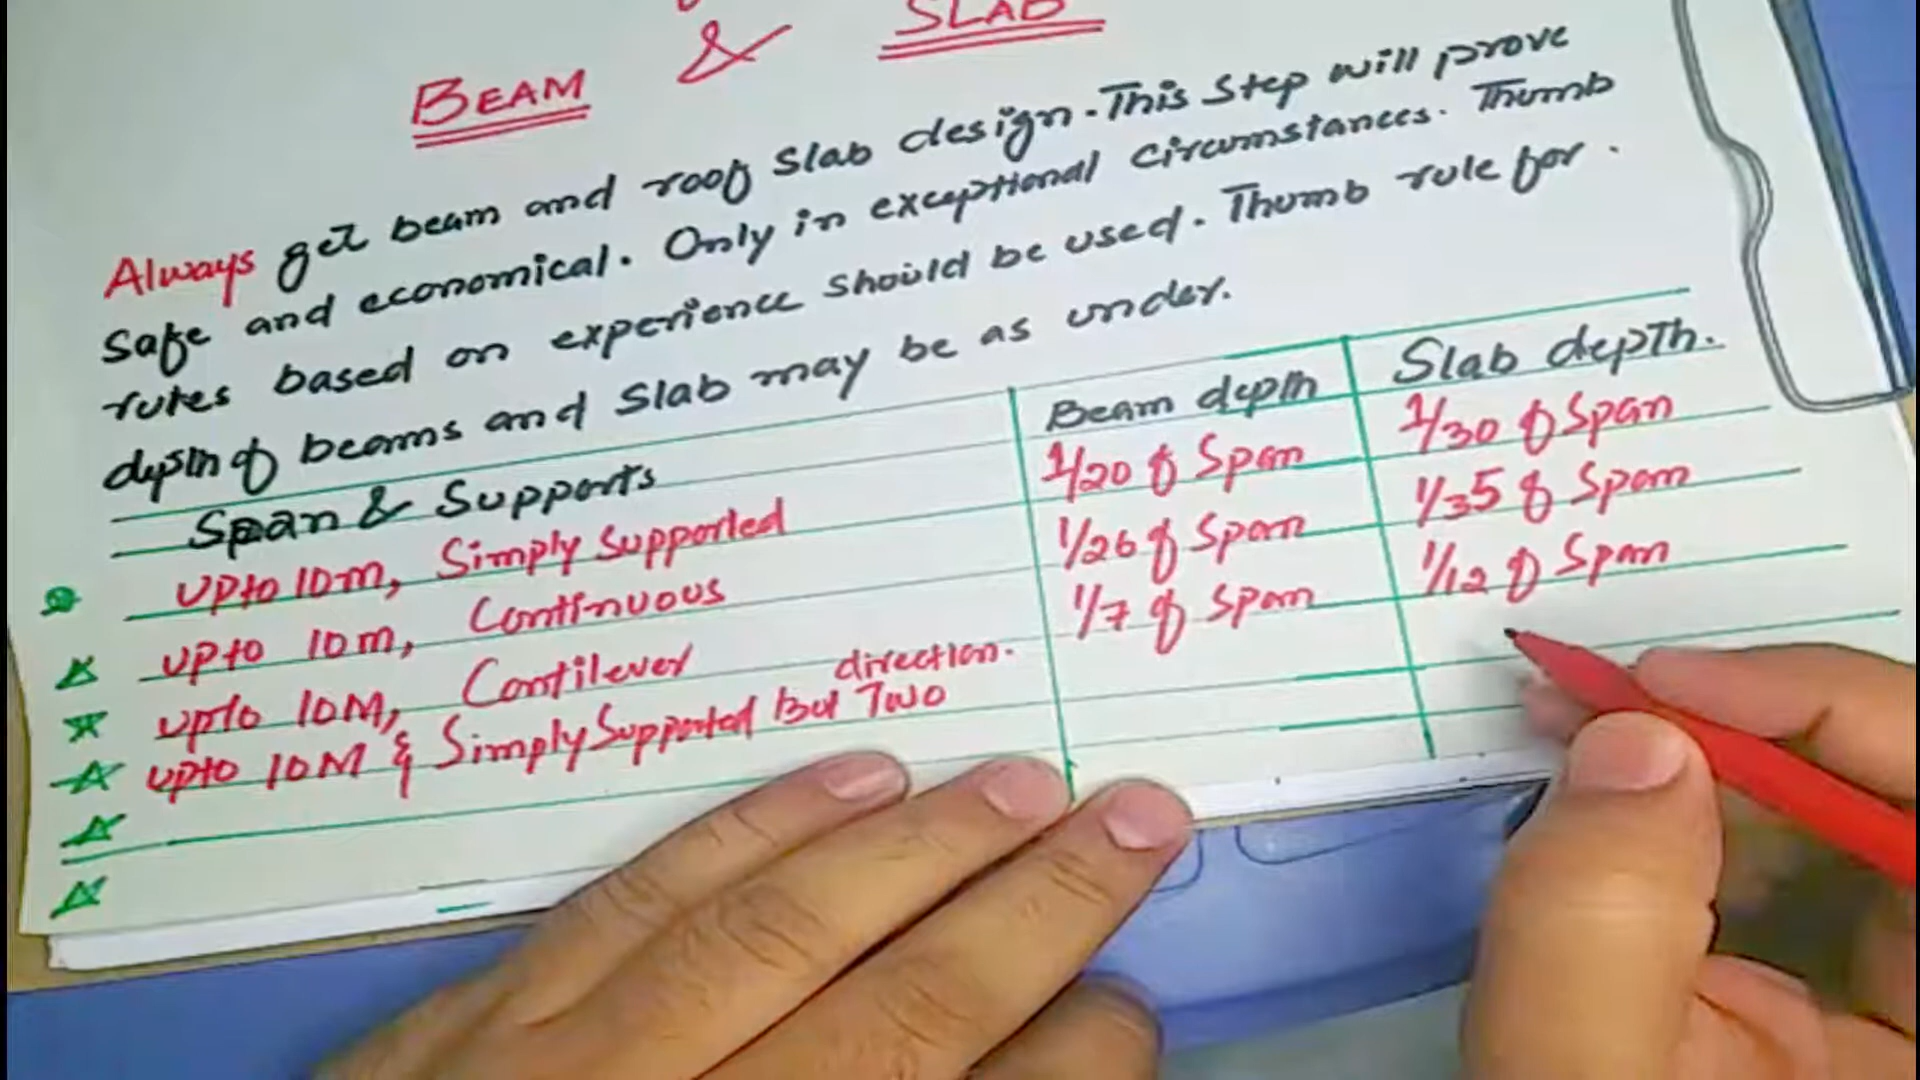 BEAM & SLAB
Always get beam and roof slab design. This step will prove
safe and economical. Only in exceptional circumstances. Thumb
rules based on experience should be used. Thumb rule for.
depth of beams and slab may be as under.
Span & Supports Beam depth Slab depth.
upto 10m, Simply supported 1/20 of Span 1/30 of Span
upto 10m, Continuous 1/26 of Span 1/35 of Span
upto 10M, Cantilever 1/7 of Span 1/12 of Span
upto 10M & Simply Supported But Two direction.